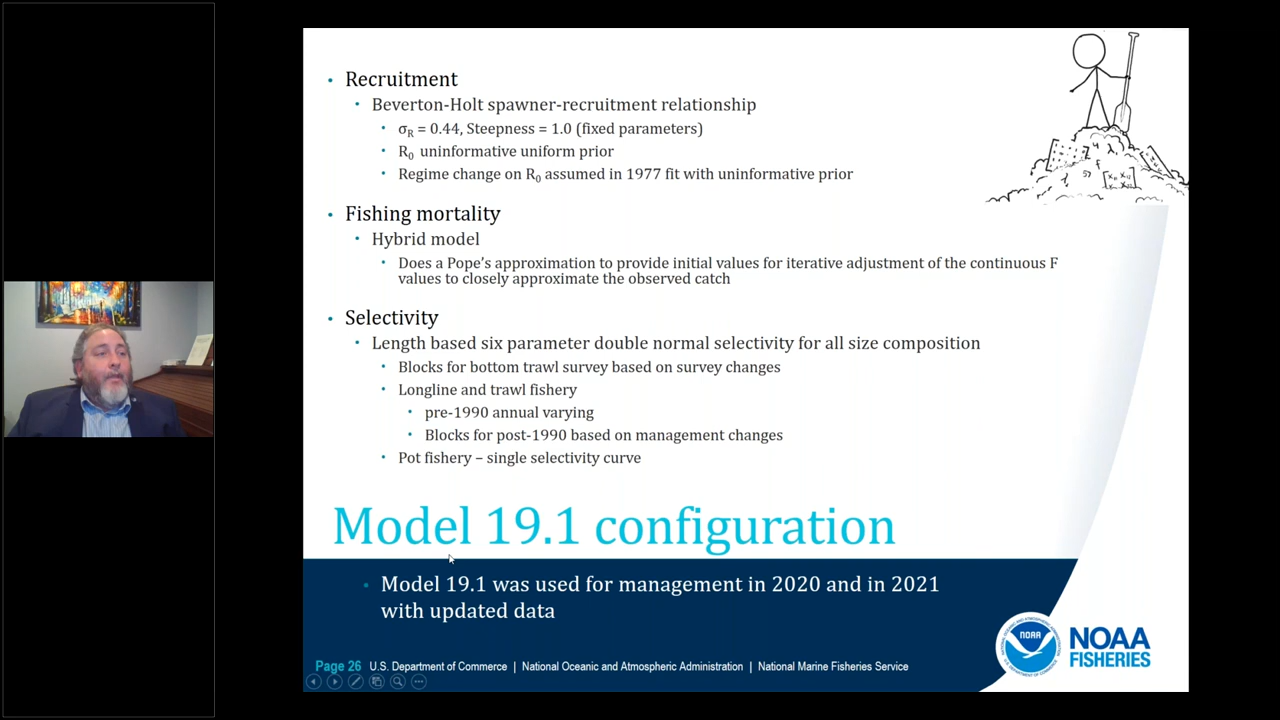 Recruitment
Beverton-Holt spawner-recruitment relationship
σR = 0.44, Steepness = 1.0 (fixed parameters)
R0 uninformative uniform prior
Regime change on R0 assumed in 1977 fit with uninformative prior
Fishing mortality
Hybrid model
Does a Pope's approximation to provide initial values for iterative adjustment of the continuous F
values to closely approximate the observed catch
Selectivity
Length based six parameter double normal selectivity for all size composition
Blocks for bottom trawl survey based on survey changes
Longline and trawl fishery
pre-1990 annual varying
Blocks for post-1990 based on management changes
Pot fishery – single selectivity curve
Model 19.1 configuration
Model 19.1 was used for management in 2020 and in 2021
with updated data
NOAA
NOAA
FISHERIES
Page 26 U.S. Department of Commerce | National Oceanic and Atmospheric Administration | National Marine Fisheries Service